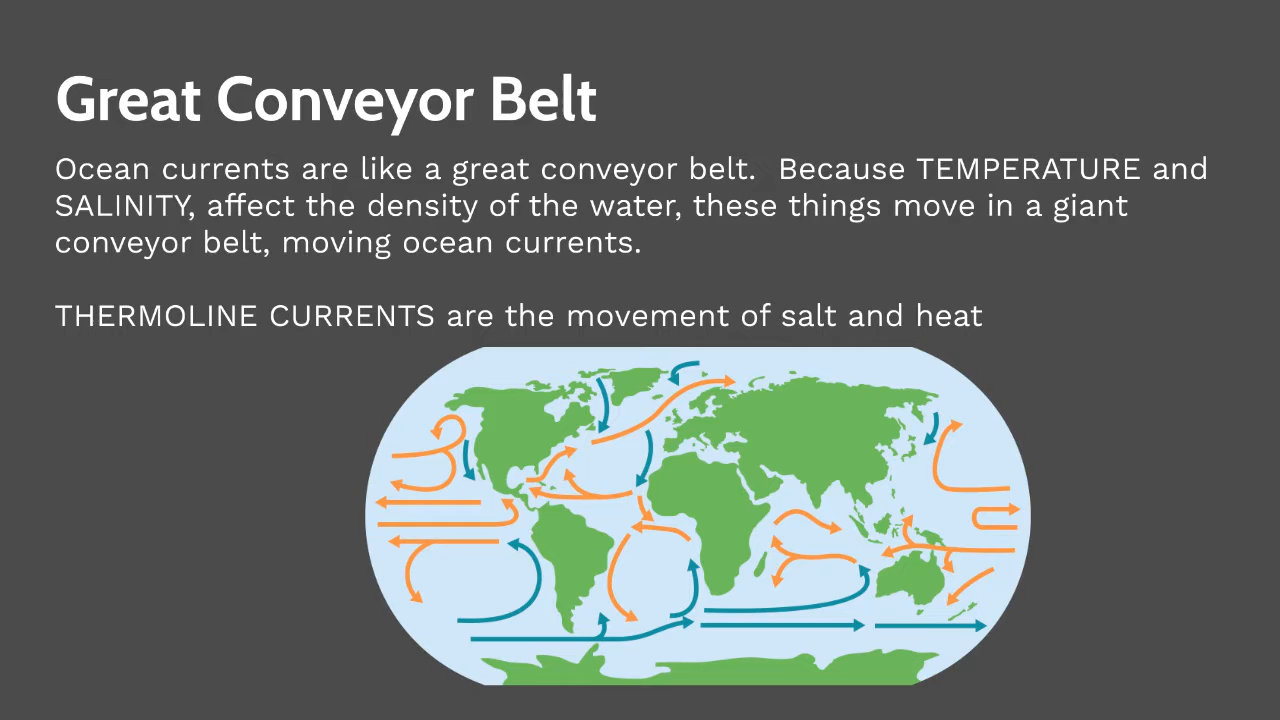 Great Conveyor Belt
Ocean currents are like a great conveyor belt.  Because TEMPERATURE and
SALINITY, affect the density of the water, these things move in a giant
conveyor belt, moving ocean currents.
THERMOLINE CURRENTS are the movement of salt and heat